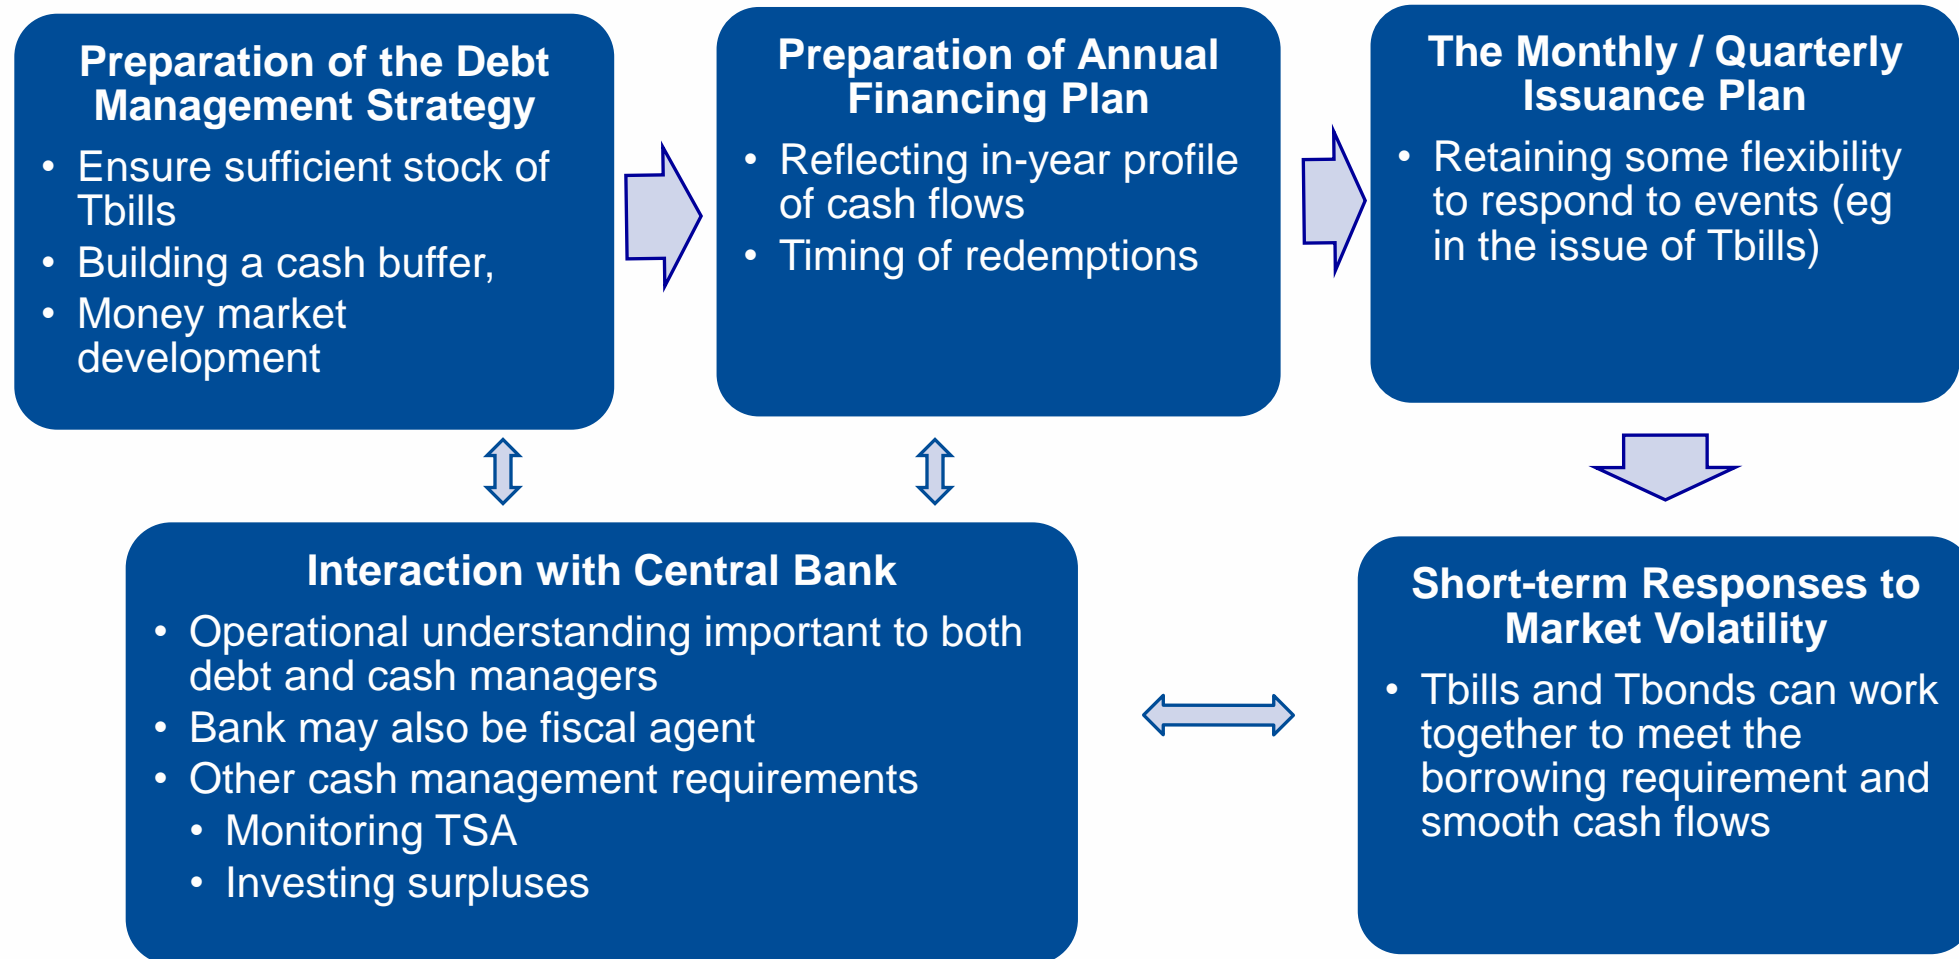 Preparation of the Debt
Management Strategy
• Ensure sufficient stock of
Tbills
• Building a cash buffer,
• Money market
development
Preparation of Annual
Financing Plan
• Reflecting in-year profile
of cash flows
• Timing of redemptions
The Monthly / Quarterly
Issuance Plan
• Retaining some flexibility
to respond to events (eg
in the issue of Tbills)
Interaction with Central Bank
• Operational understanding important to both
debt and cash managers
• Bank may also be fiscal agent
• Other cash management requirements
• Monitoring TSA
• Investing surpluses
Short-term Responses to
Market Volatility
• Tbills and Tbonds can work
together to meet the
borrowing requirement and
smooth cash flows